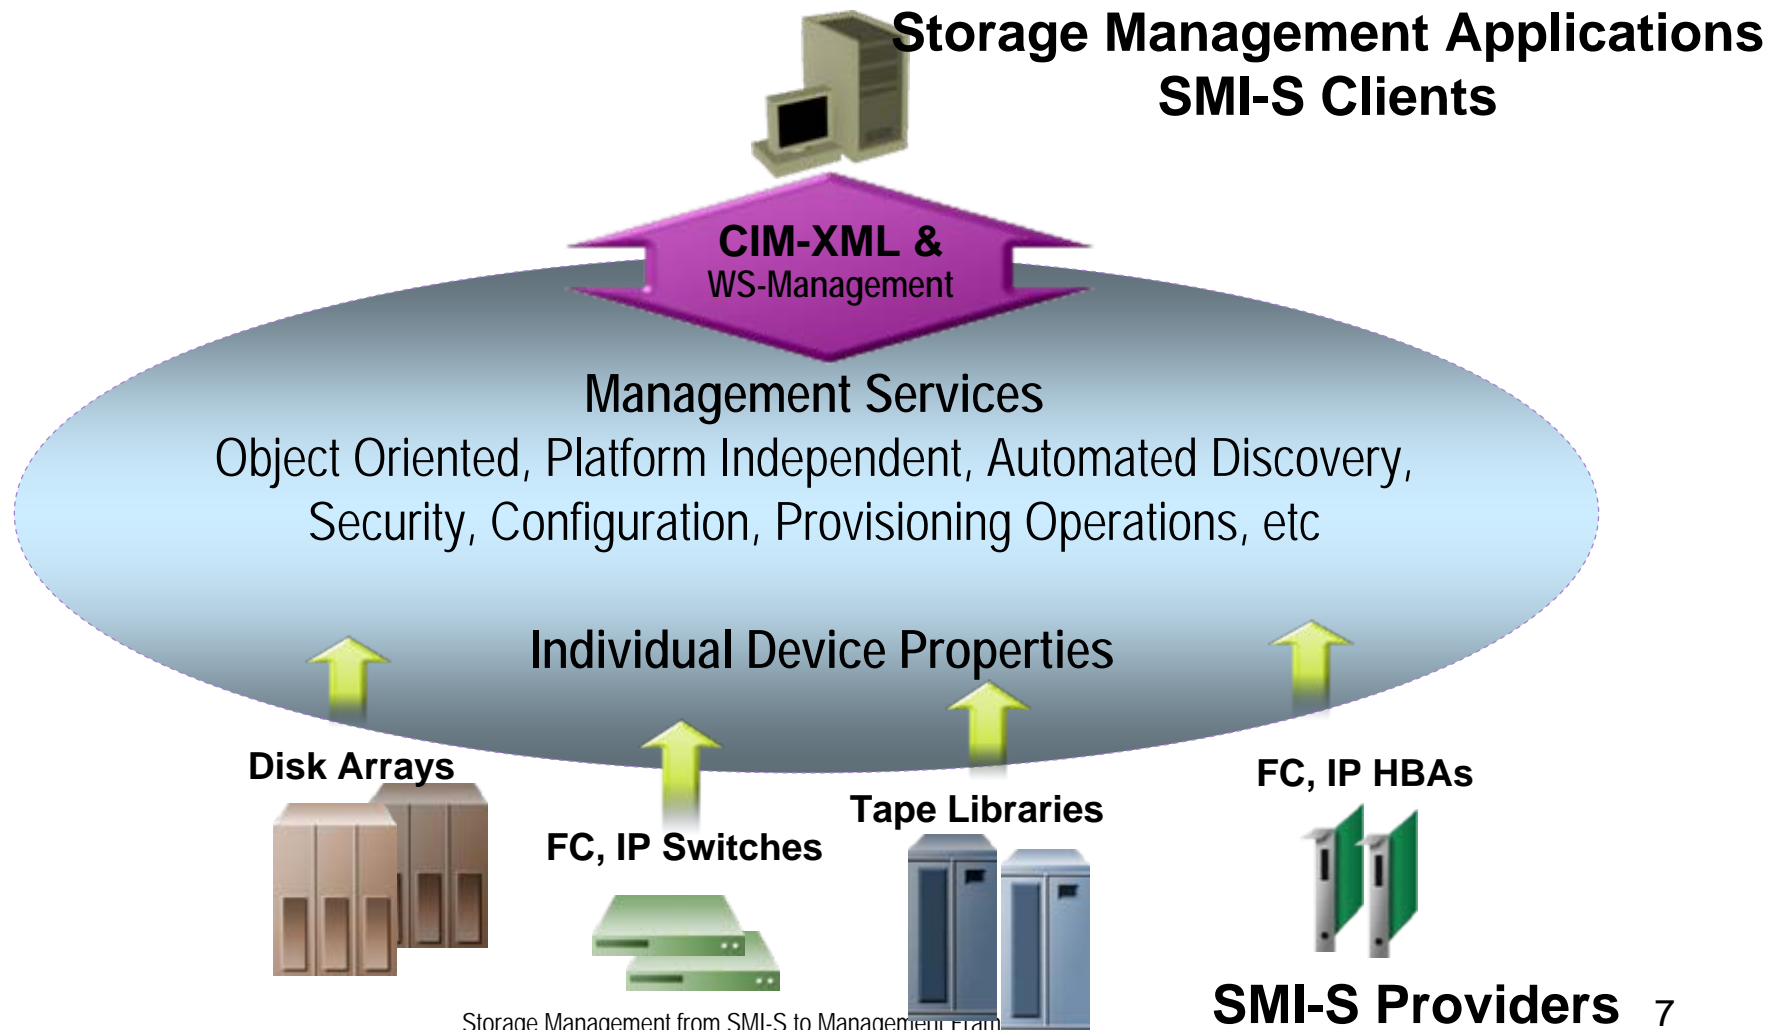 Storage Management Applications
SMI-S Clients
CIM-XML &
WS-Management
Management Services
Object Oriented, Platform Independent, Automated Discovery,
Security, Configuration, Provisioning Operations, etc
Individual Device Properties
Disk Arrays
FC, IP Switches
Tape Libraries
FC, IP HBAs
SMI-S Providers
Storage Management from SMI-S to Management
7